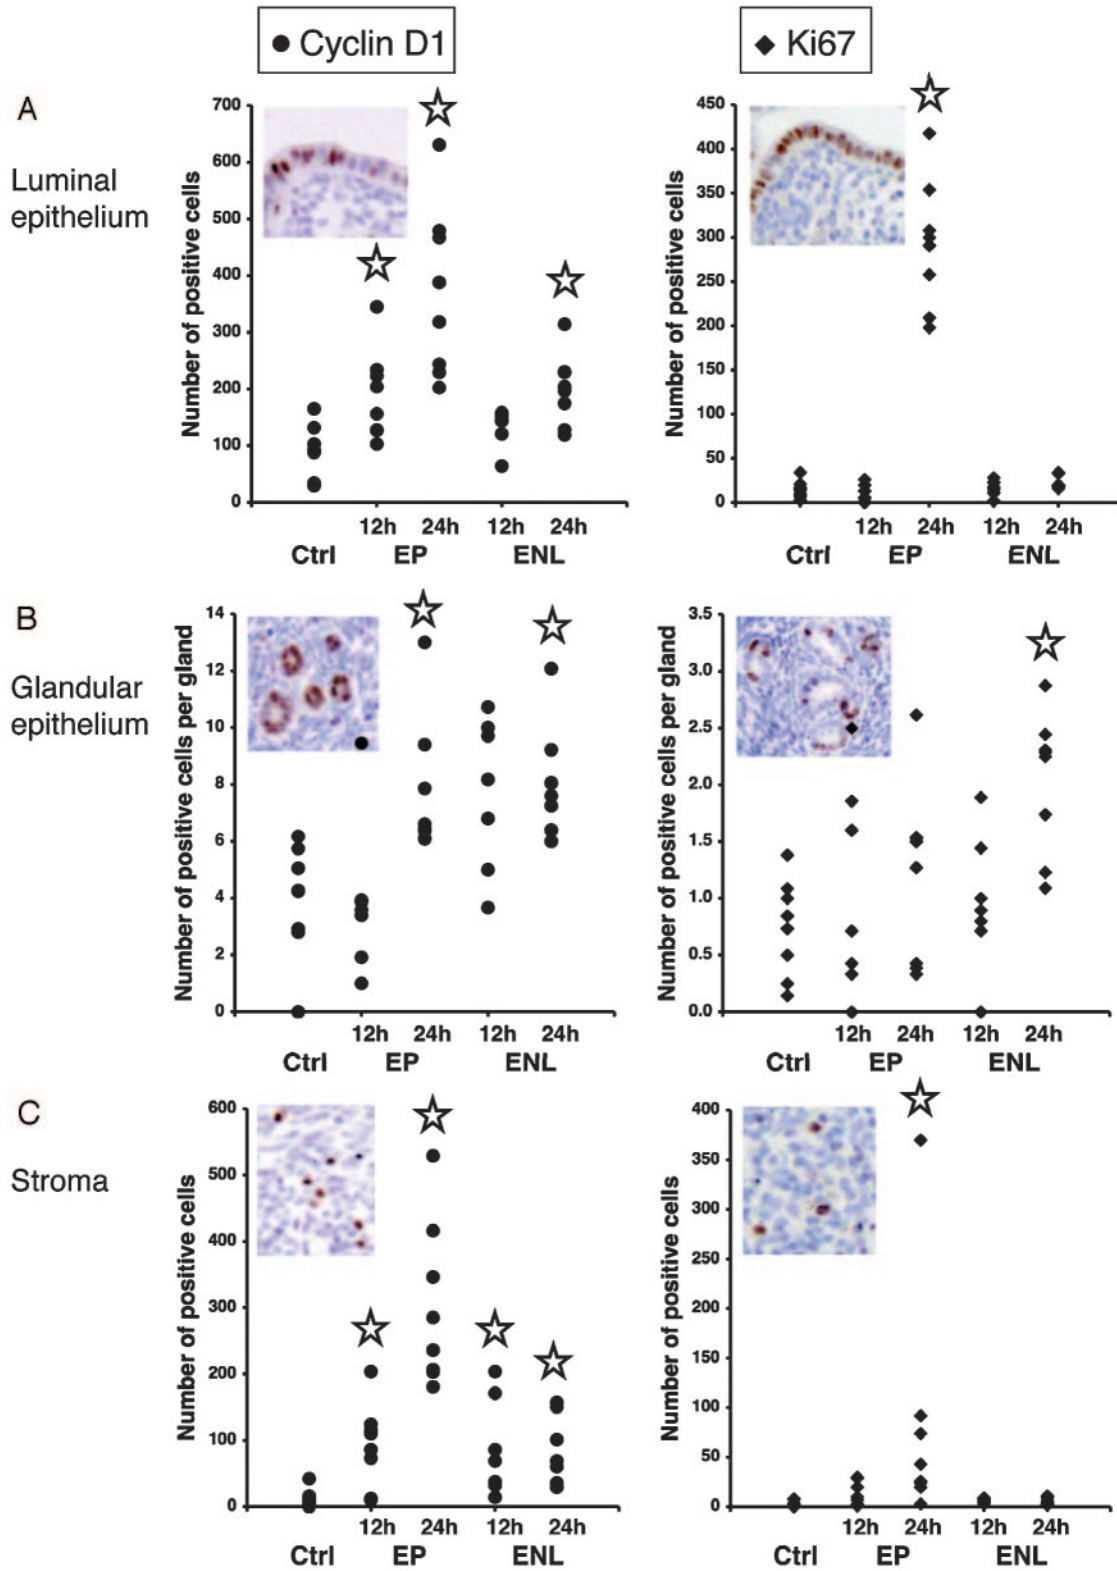 ● Cyclin D1
◆ Ki67
A
Luminal
epithelium
Number of positive cells
700
600
500
400
300
200
100
0
12h 24h 12h 24h
Ctrl EP ENL
Number of positive cells
450
400
350
300
250
200
150
100
50
0
12h 24h 12h 24h
Ctrl EP ENL
B
Glandular
epithelium
Number of positive cells per gland
14
12
10
8
6
4
2
0
12h 24h 12h 24h
Ctrl EP ENL
Number of positive cells per gland
3.5
3.0
2.5
2.0
1.5
1.0
0.5
0.0
12h 24h 12h 24h
Ctrl EP ENL
C
Stroma
Number of positive cells
600
500
400
300
200
100
0
12h 24h 12h 24h
Ctrl EP ENL
Number of positive cells
400
350
300
250
200
150
100
50
0
12h 24h 12h 24h
Ctrl EP ENL